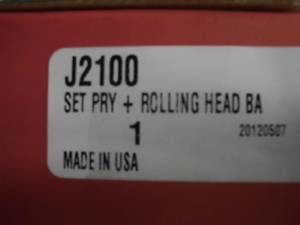 J2100
SET PRY + ROLLING HEAD BA
1 20120507
MADE IN USA